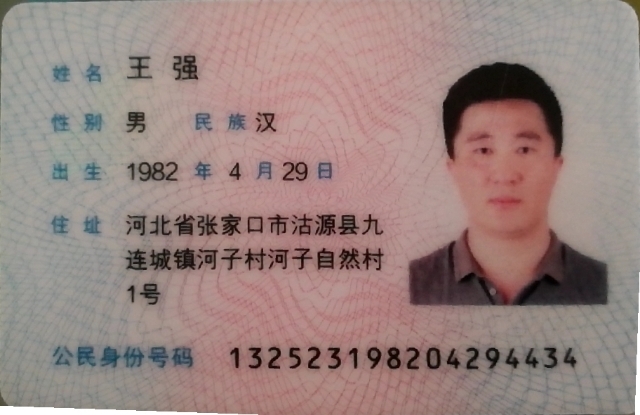 姓名 王强
性别 男 民族 汉
出生 1982 年 4 月 29 日
住址 河北省张家口市沽源县九
连城镇河子村河子自然村
1号
公民身份号码 132523198204294434